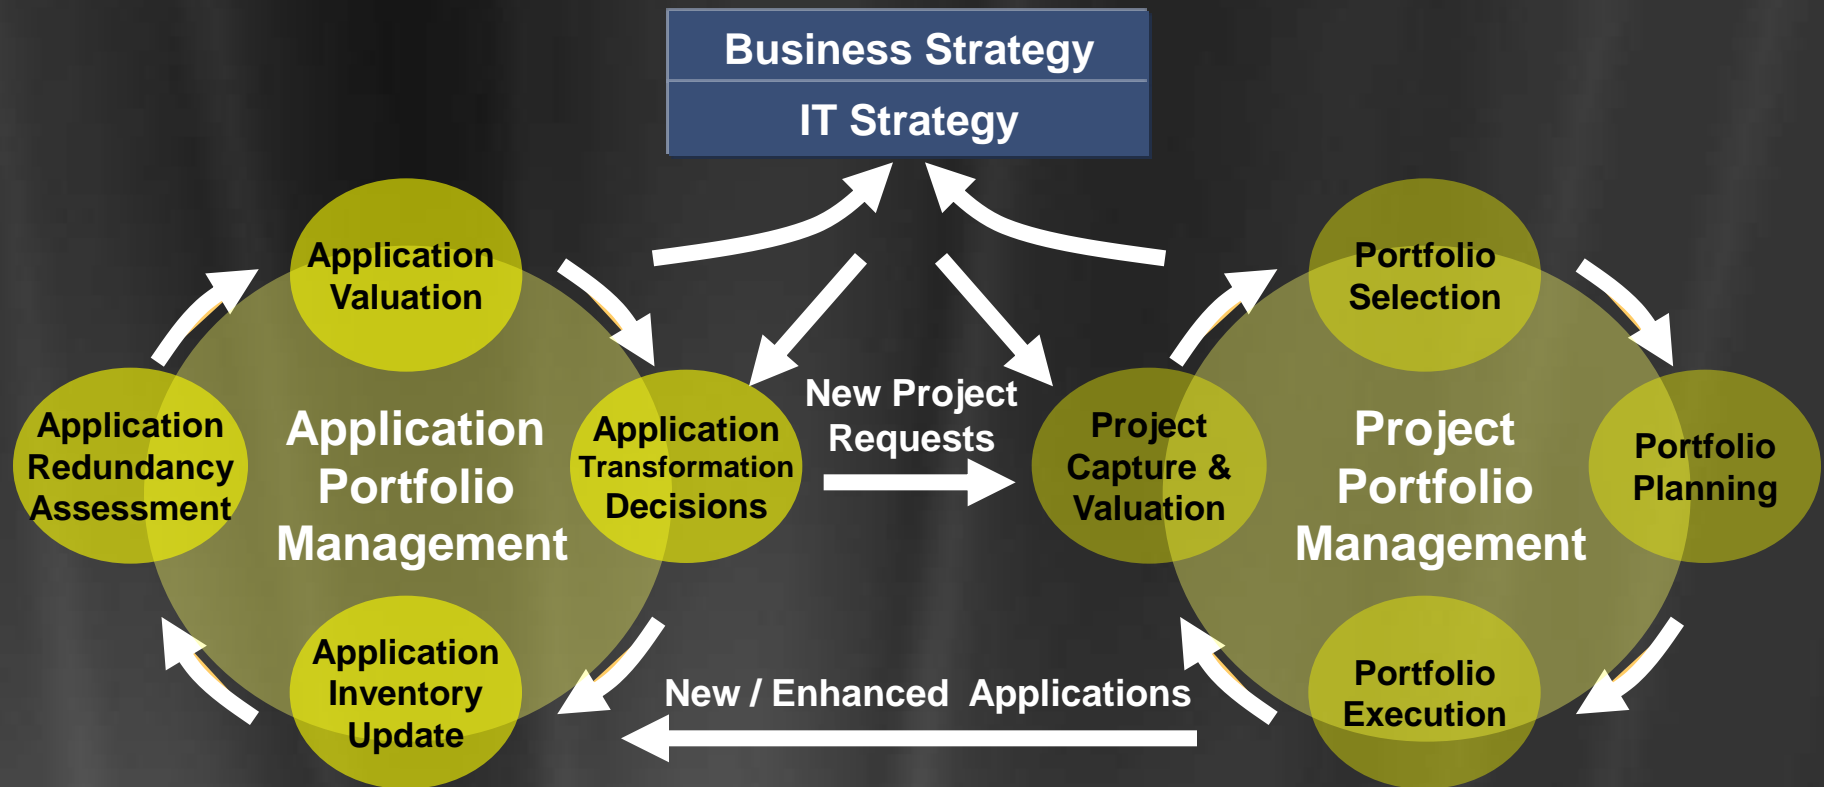 Business Strategy
IT Strategy
Application
Valuation
Application
Redundancy
Assessment
Application
Portfolio
Management
Application
Transformation
Decisions
Application
Inventory
Update
New Project
Requests
New / Enhanced  Applications
Portfolio
Selection
Project
Capture &
Valuation
Project
Portfolio
Management
Portfolio
Planning
Portfolio
Execution